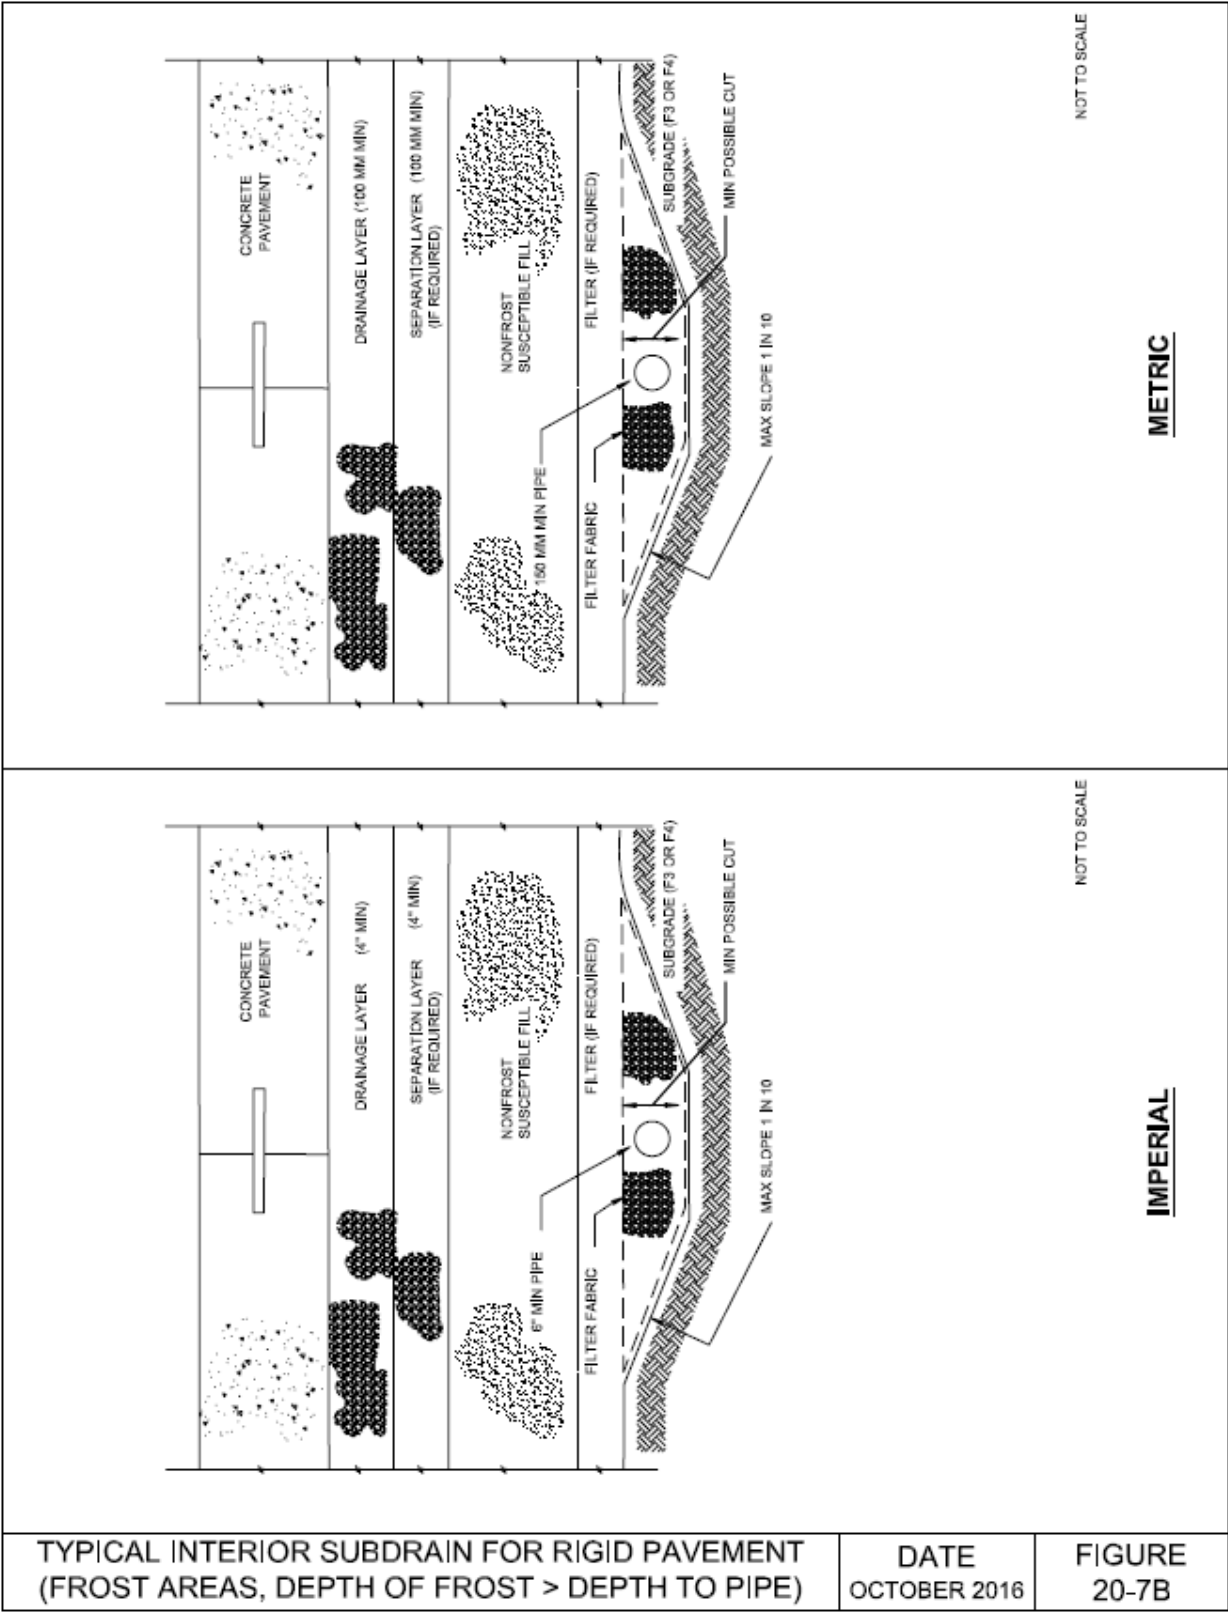 CONCRETE
PAVEMENT
DRAINAGE LAYER (100 MM MIN)
SEPARATION LAYER (100 MM MIN)
(IF REQUIRED)
NONFROST
SUSCEPTIBLE FILL
150 MM MIN PIPE
FILTER FABRIC
FILTER (IF REQUIRED)
SUBGRADE (F3 OR F4)
MIN POSSIBLE CUT
MAX SLOPE 1 IN 10
NOT TO SCALE
METRIC
CONCRETE
PAVEMENT
DRAINAGE LAYER (4" MIN)
SEPARATION LAYER (4" MIN)
(IF REQUIRED)
NONFROST
SUSCEPTIBLE FILL
6" MIN PIPE
FILTER FABRIC
FILTER (IF REQUIRED)
SUBGRADE (F3 OR F4)
MIN POSSIBLE CUT
MAX SLOPE 1 IN 10
NOT TO SCALE
IMPERIAL
TYPICAL INTERIOR SUBDRAIN FOR RIGID PAVEMENT
(FROST AREAS, DEPTH OF FROST > DEPTH TO PIPE)
DATE
OCTOBER 2016
FIGURE
20-7B